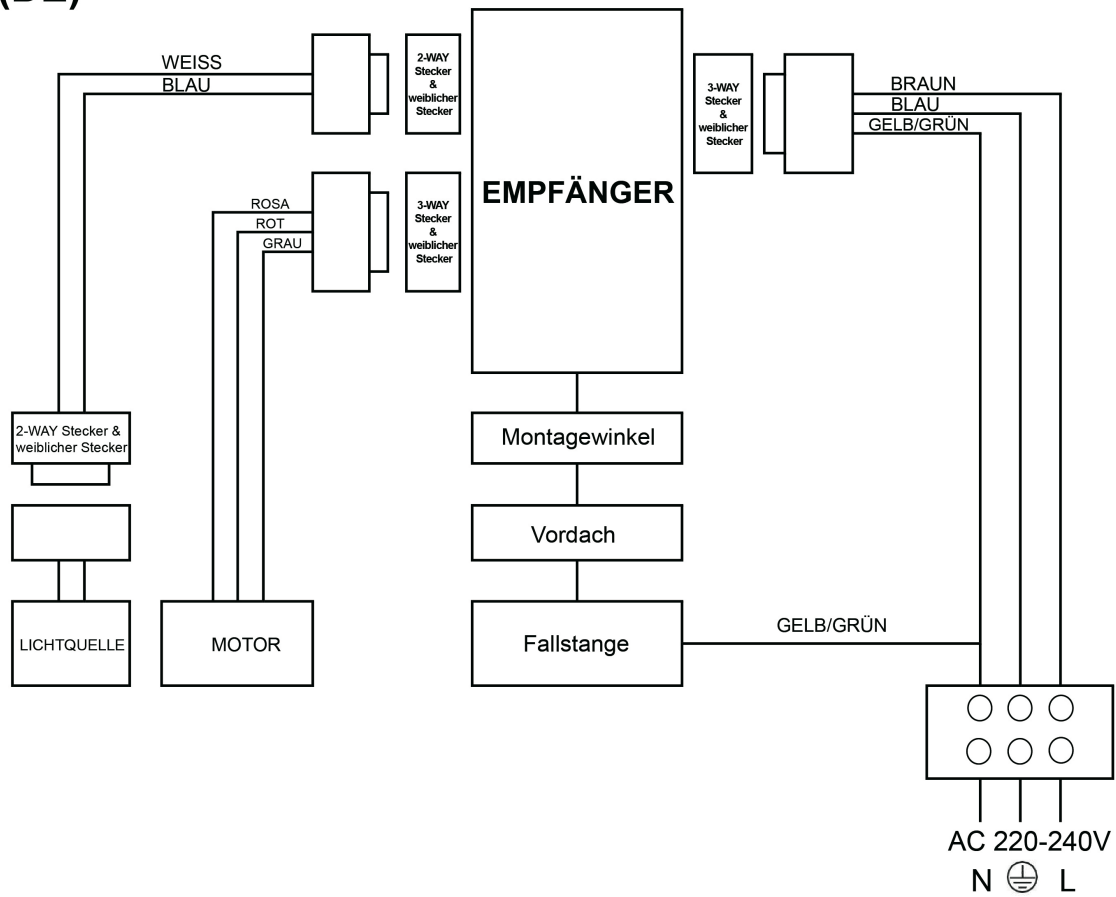 WEISS
BLAU
2-WAY
Stecker
&
weiblicher
Stecker
ROSA
ROT
GRAU
3-WAY
Stecker
&
weiblicher
Stecker
EMPFÄNGER
3-WAY
Stecker
&
weiblicher
Stecker
BRAUN
BLAU
GELB/GRÜN
2-WAY Stecker &
weiblicher Stecker
LICHTQUELLE
MOTOR
Montagewinkel
Vordach
Fallstange
GELB/GRÜN
AC 220-240V
N L